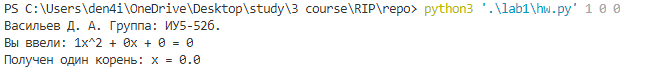 PS C:\Users\den4i\OneDrive\Desktop\study\3 course\RIP\repo> python3 '.\lab1\hw.py' 1 0 0
Васильев Д. А. Группа: ИУ5-52б.
Вы ввели: 1x^2 + 0x + 0 = 0
Получен один корень: x = 0.0